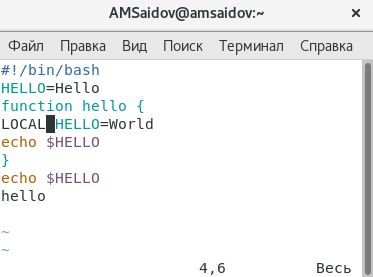 AMSaidov@amsaidov:~ ×
Файл Правка Вид Поиск Терминал Справка
#!/bin/bash
HELLO=Hello
function hello {
LOCAL HELLO=World
echo $HELLO
}
echo $HELLO
hello
~
~
4,6 Весь